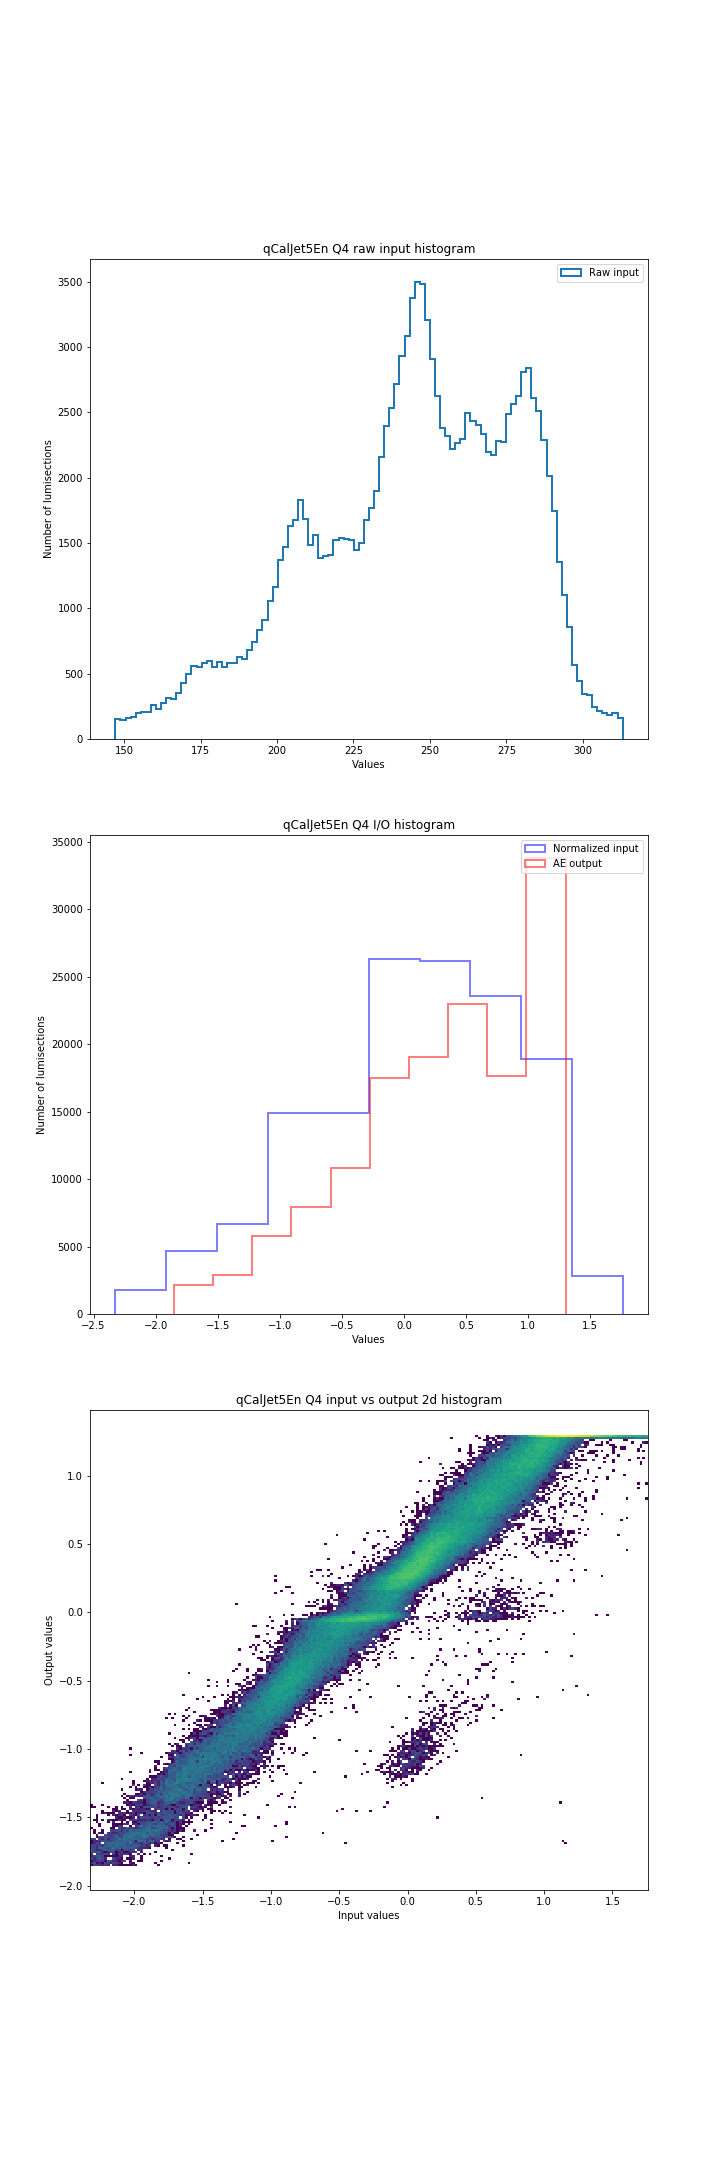 qCalJet5En Q4 raw input histogram
Raw input
3500
3000
2500
2000
1500
1000
500
0
Number of lumisections
150 175 200 225 250 275 300
Values
qCalJet5En Q4 I/O histogram
Normalized input
AE output
35000
30000
25000
20000
15000
10000
5000
0
Number of lumisections
−2.5 −2.0 −1.5 −1.0 −0.5 0.0 0.5 1.0 1.5
Values
qCalJet5En Q4 input vs output 2d histogram
1.0
0.5
0.0
−0.5
−1.0
−1.5
−2.0
Output values
−2.0 −1.5 −1.0 −0.5 0.0 0.5 1.0 1.5
Input values